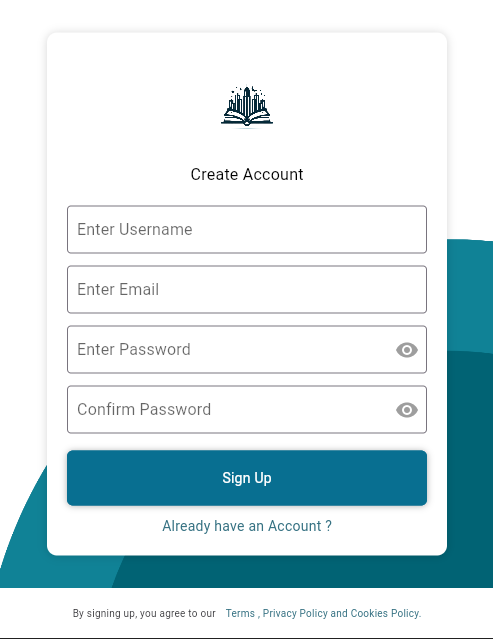 Create Account
Enter Username
Enter Email
Enter Password
Confirm Password
Sign Up
Already have an Account ?
By signing up, you agree to our Terms , Privacy Policy and Cookies Policy.